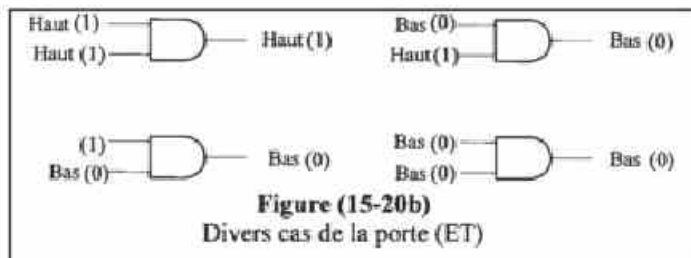 Haut (1)
Haut (1)
Haut (1)
Bas (0)
Haut (1)
Bas (0)
(1)
Bas (0)
Bas (0)
Bas (0)
Bas (0)
Bas (0)
Figure (15-20b)
Divers cas de la porte (ET)